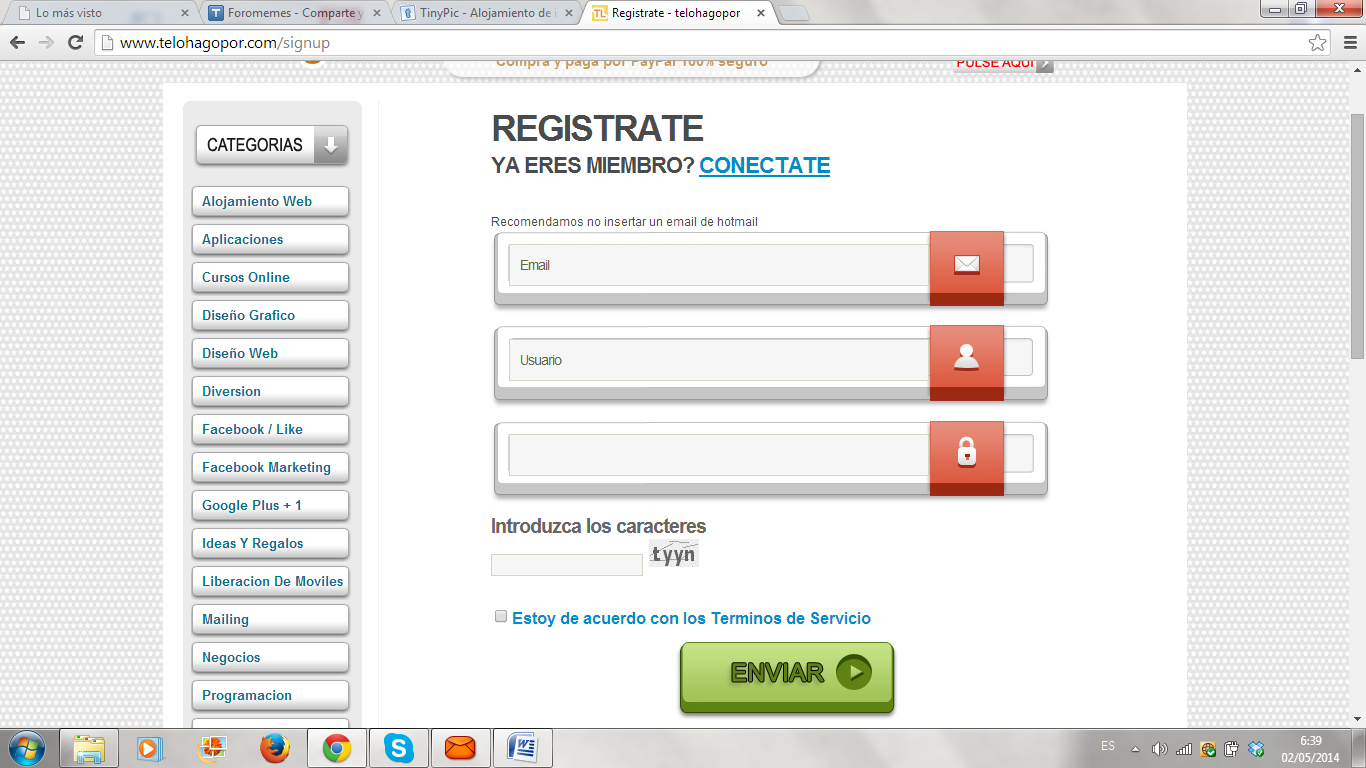 Lo más visto
Foromemes - Comparte y
TinyPic - Alojamiento de i
Registrate - telohagopor
www.telohagopor.com/signup
Compra y paga por PayPal 100% seguro
PULSE AQUI
CATEGORIAS
Alojamiento Web
Aplicaciones
Cursos Online
Diseño Grafico
Diseño Web
Diversion
Facebook / Like
Facebook Marketing
Google Plus + 1
Ideas Y Regalos
Liberacion De Moviles
Mailing
Negocios
Programacion
REGISTRATE
YA ERES MIEMBRO? CONECTATE
Recomendamos no insertar un email de hotmail
Email
Usuario
Introduzca los caracteres
tyyn
Estoy de acuerdo con los Terminos de Servicio
ENVIAR
ES
6:39
02/05/2014